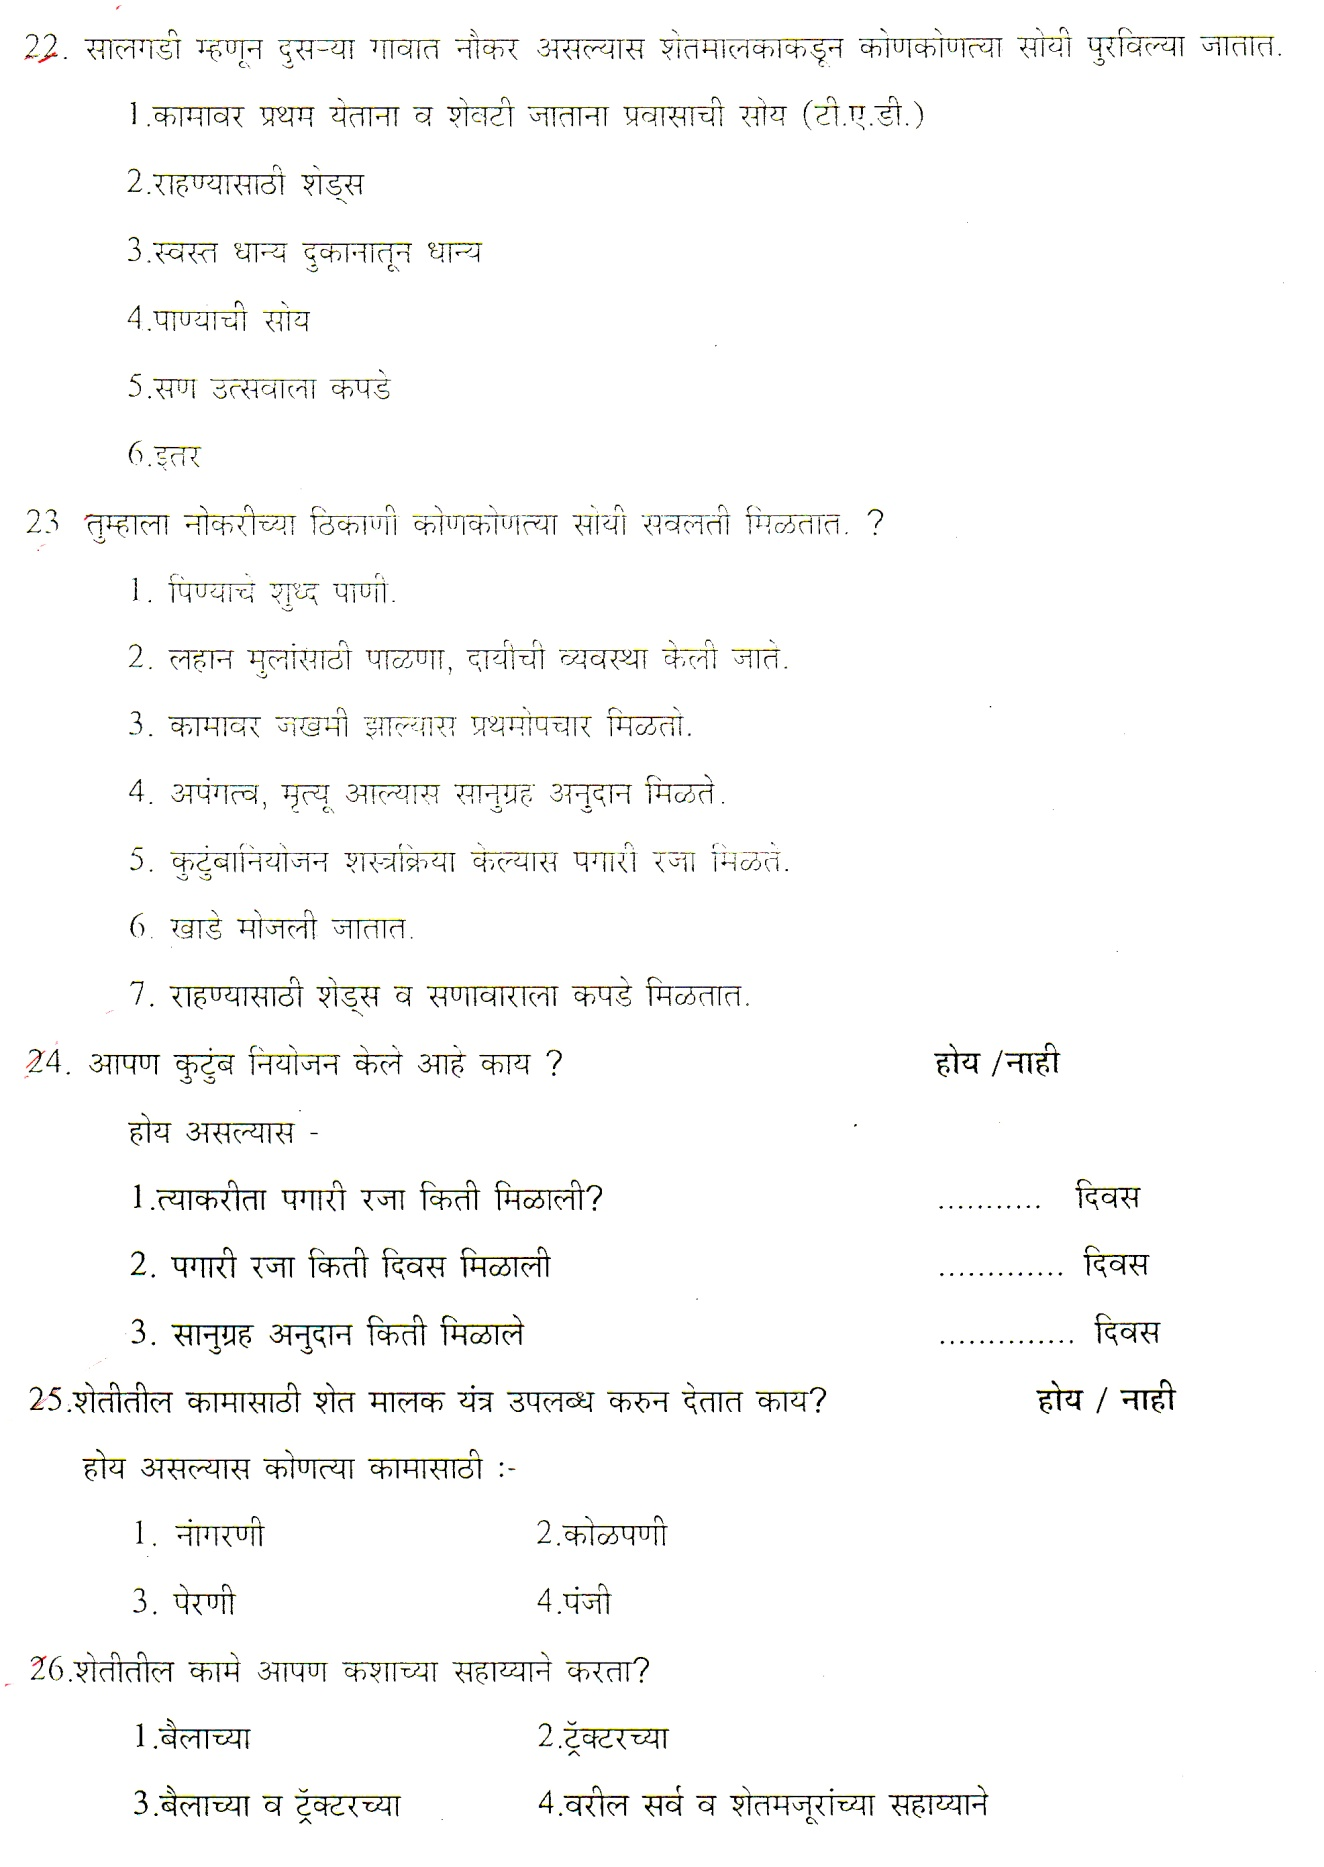 22. सालगडी म्हणून दुसऱ्या गावात नौकर असल्यास शेतमालकाकडून कोणकोणत्या सोयी पुरविल्या जातात.
1.कामावर प्रथम येताना व शेवटी जाताना प्रवासाची सोय (टी.ए.डी.)
2.राहण्यासाठी शेड्स
3.स्वस्त धान्य दुकानातून धान्य
4.पाण्याची सोय
5.सण उत्सवाला कपडे
6.इतर
23 तुम्हाला नोकरीच्या ठिकाणी कोणकोणत्या सोयी सवलती मिळतात. ?
1. पिण्याचे शुध्द पाणी.
2. लहान मुलांसाठी पाळणा, दायीची व्यवस्था केली जाते.
3. कामावर जखमी झाल्यास प्रथमोपचार मिळतो.
4. अपंगत्व, मृत्यू आल्यास सानुग्रह अनुदान मिळते.
5. कुटुंबानियोजन शस्त्रक्रिया केल्यास पगारी रजा मिळते.
6. खाडे मोजली जातात.
7. राहण्यासाठी शेड्स व सणावाराला कपडे मिळतात.
24. आपण कुटुंब नियोजन केले आहे काय ? होय /नाही
होय असल्यास -
1.त्याकरीता पगारी रजा किती मिळाली? ........... दिवस
2. पगारी रजा किती दिवस मिळाली ............. दिवस
3. सानुग्रह अनुदान किती मिळाले .............. दिवस
25.शेतीतील कामासाठी शेत मालक यंत्र उपलब्ध करुन देतात काय? होय / नाही
होय असल्यास कोणत्या कामासाठी :-
1. नांगरणी 2.कोळपणी
3. पेरणी 4.पंजी
26.शेतीतील कामे आपण कशाच्या सहाय्याने करता?
1.बैलाच्या 2.ट्रॅक्टरच्या
3.बैलाच्या व ट्रॅक्टरच्या 4.वरील सर्व व शेतमजूरांच्या सहाय्याने